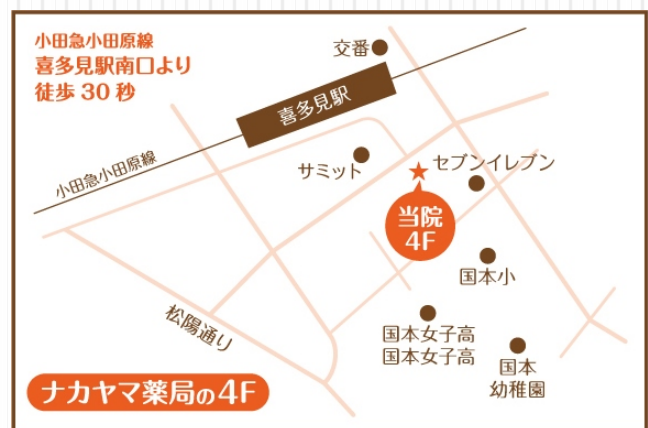 小田急小田原線
喜多見駅南口より
徒歩 30 秒
交番
喜多見駅
小田急小田原線
サミット
セブンイレブン
当院
4F
国本小
松陽通り
国本女子高
国本女子高
国本
幼稚園
ナカヤマ薬局の4F